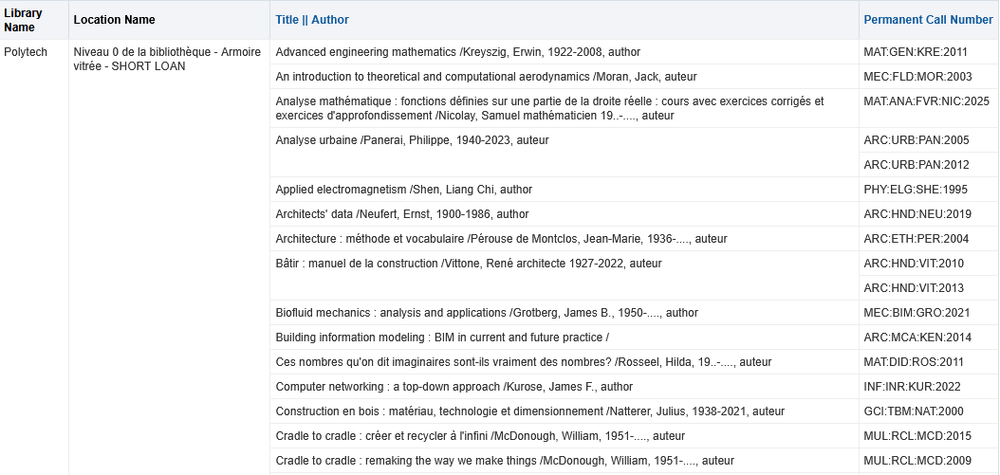 Library Name
Location Name
Title || Author
Permanent Call Number
Polytech
Niveau 0 de la bibliothèque - Armoire
vitrée - SHORT LOAN
Advanced engineering mathematics /Kreyszig, Erwin, 1922-2008, author
MAT:GEN:KRE:2011
An introduction to theoretical and computational aerodynamics /Moran, Jack, auteur
MEC:FLD:MOR:2003
Analyse mathématique : fonctions définies sur une partie de la droite réelle : cours avec exercices corrigés et
exercices d'approfondissement /Nicolay, Samuel mathématicien 19..-...., auteur
MAT:ANA:FVR:NIC:2025
Analyse urbaine /Panerai, Philippe, 1940-2023, auteur
ARC:URB:PAN:2005
ARC:URB:PAN:2012
Applied electromagnetism /Shen, Liang Chi, author
PHY:ELG:SHE:1995
Architects' data /Neufert, Ernst, 1900-1986, author
ARC:HND:NEU:2019
Architecture : méthode et vocabulaire /Pérouse de Montclos, Jean-Marie, 1936-...., auteur
ARC:ETH:PER:2004
Bâtir : manuel de la construction /Vittone, René architecte 1927-2022, auteur
ARC:HND:VIT:2010
ARC:HND:VIT:2013
Biofluid mechanics : analysis and applications /Grotberg, James B., 1950-...., author
MEC:BIM:GRO:2021
Building information modeling : BIM in current and future practice /
ARC:MCA:KEN:2014
Ces nombres qu'on dit imaginaires sont-ils vraiment des nombres? /Rosseel, Hilda, 19..-...., auteur
MAT:DID:ROS:2011
Computer networking : a top-down approach /Kurose, James F., author
INF:INR:KUR:2022
Construction en bois : matériau, technologie et dimensionnement /Natterer, Julius, 1938-2021, auteur
GCI:TBM:NAT:2000
Cradle to cradle : créer et recycler à l'infini /McDonough, William, 1951-...., auteur
MUL:RCL:MCD:2015
Cradle to cradle : remaking the way we make things /McDonough, William, 1951-...., auteur
MUL:RCL:MCD:2009